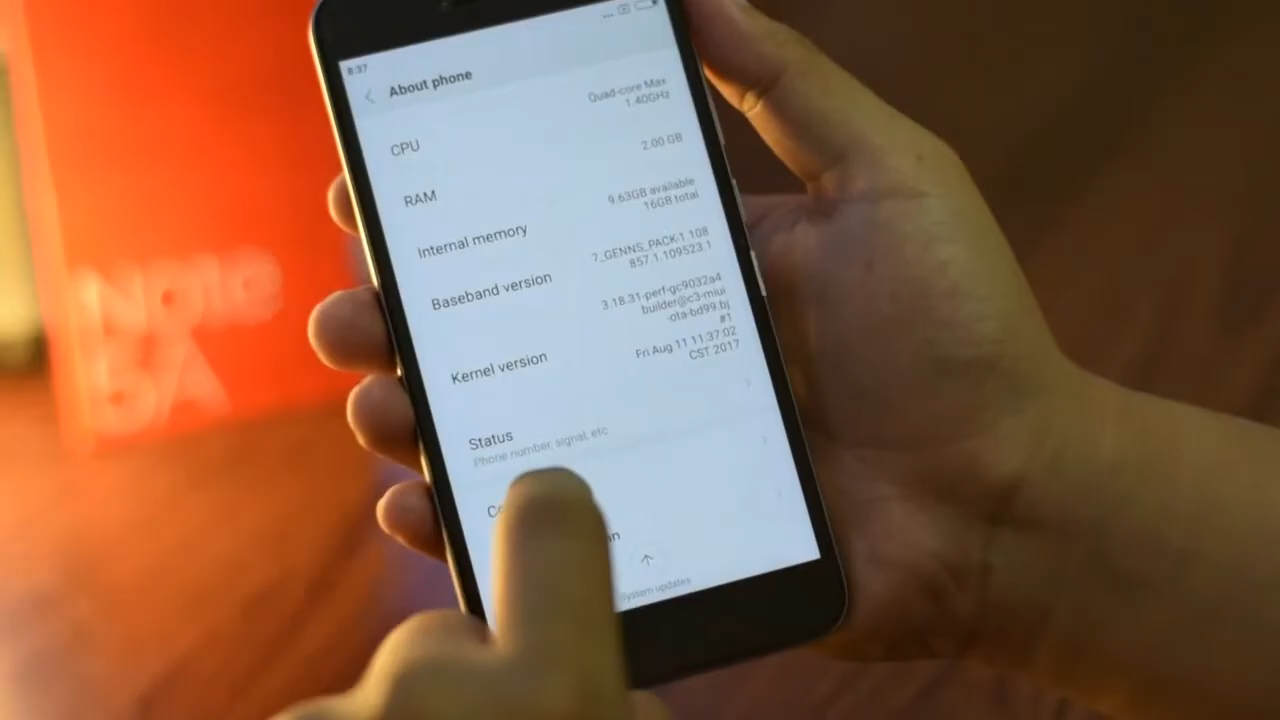 8:37
About phone
CPU
Quad-core Max
1.40GHz
RAM
2.00 GB
Internal memory
9.63GB available
16GB total
Baseband version
7_GENNS_PACK-1.108
857.1.109523.1
Kernel version
3.18.31-perf-gc9032a4
builder@c3-miui
-ota-bd99.bj
#1
Fri Aug 11 11:37:02
CST 2017
Status
Phone number, signal, etc
System updates
Note
5A